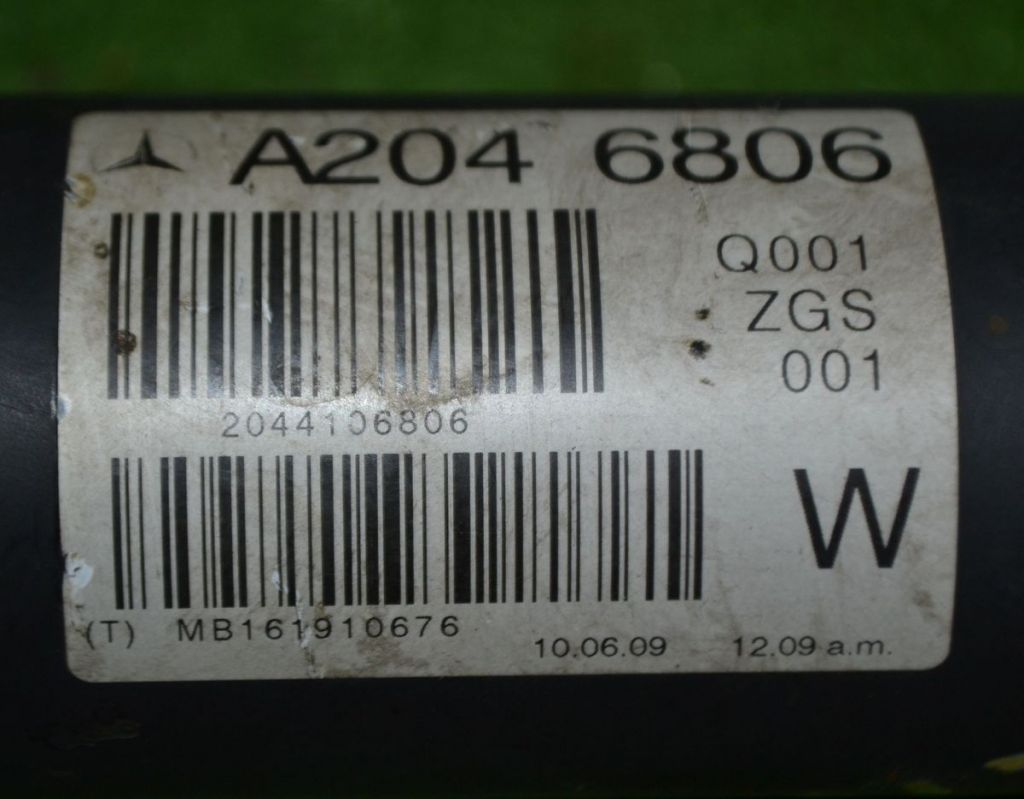 A204 6806
Q001
ZGS
001
2044106806
W
(T) MB161910676
10.06.09 12.09 a.m.